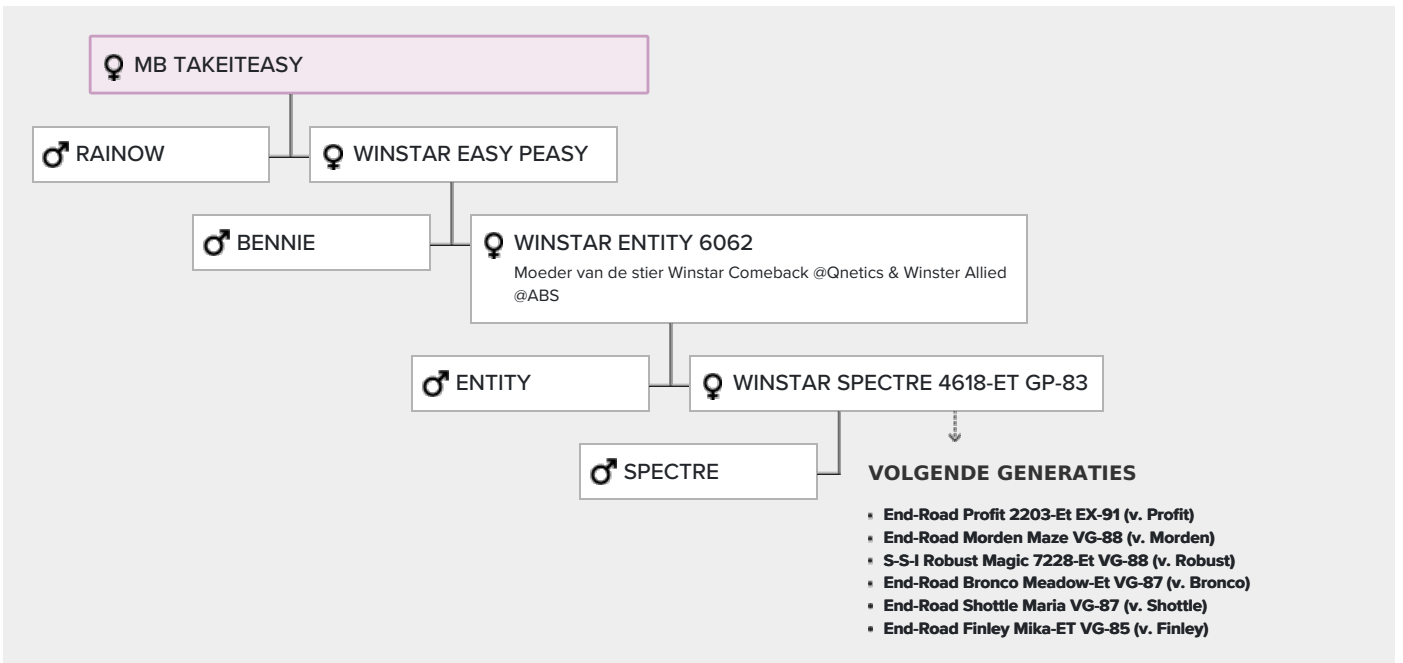 MB TAKEITEASY
RAINOW
WINSTAR EASY PEASY
BENNIE
WINSTAR ENTITY 6062
Moeder van de stier Winstar Comeback @Qnetics & Winster Allied
@ABS
ENTITY
WINSTAR SPECTRE 4618-ET GP-83
SPECTRE
VOLGENDE GENERATIES
End-Road Profit 2203-Et EX-91 (v. Profit)
End-Road Morden Maze VG-88 (v. Morden)
S-S-I Robust Magic 7228-Et VG-88 (v. Robust)
End-Road Bronco Meadow-Et VG-87 (v. Bronco)
End-Road Shottle Maria VG-87 (v. Shottle)
End-Road Finley Mika-ET VG-85 (v. Finley)